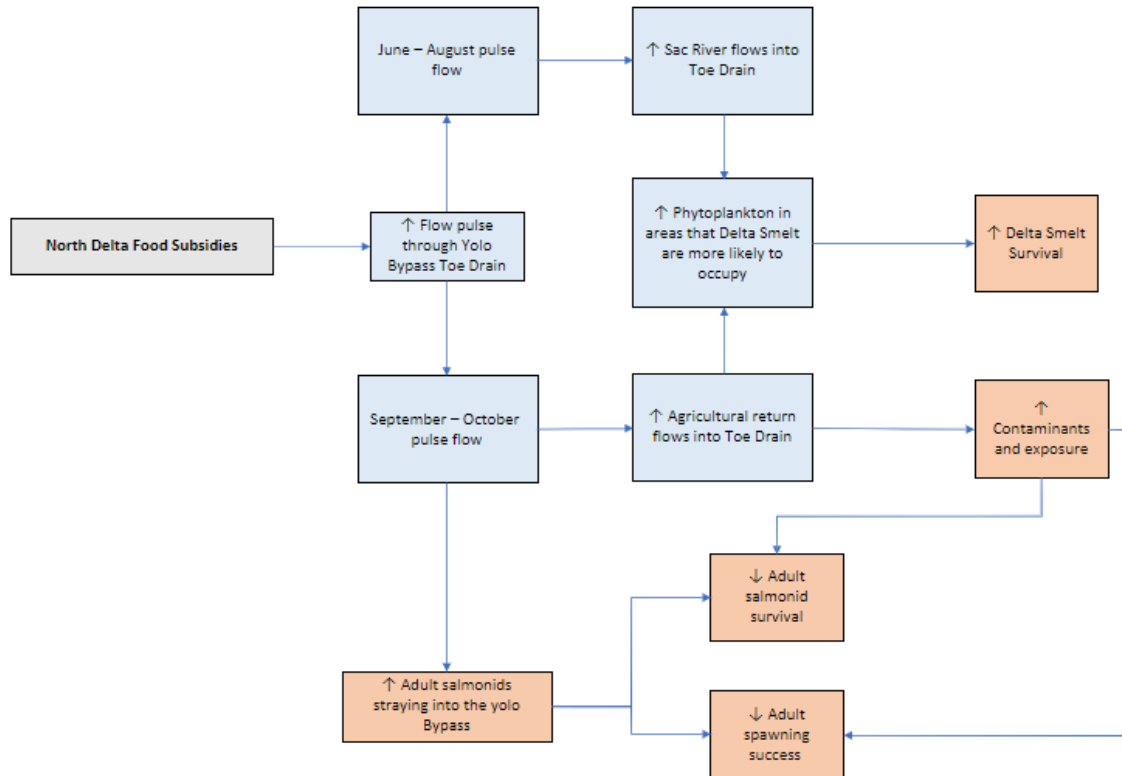 June – August pulse
flow
↑ Sac River flows into
Toe Drain
North Delta Food Subsidies
↑ Flow pulse
through Yolo
Bypass Toe Drain
↑ Phytoplankton in
areas that Delta Smelt
are more likely to
occupy
↑ Delta Smelt
Survival
September – October
pulse flow
↑ Agricultural return
flows into Toe Drain
↑
Contaminants
and exposure
↓ Adult
salmonid
survival
↑ Adult salmonids
straying into the yolo
Bypass
↓ Adult
spawning
success